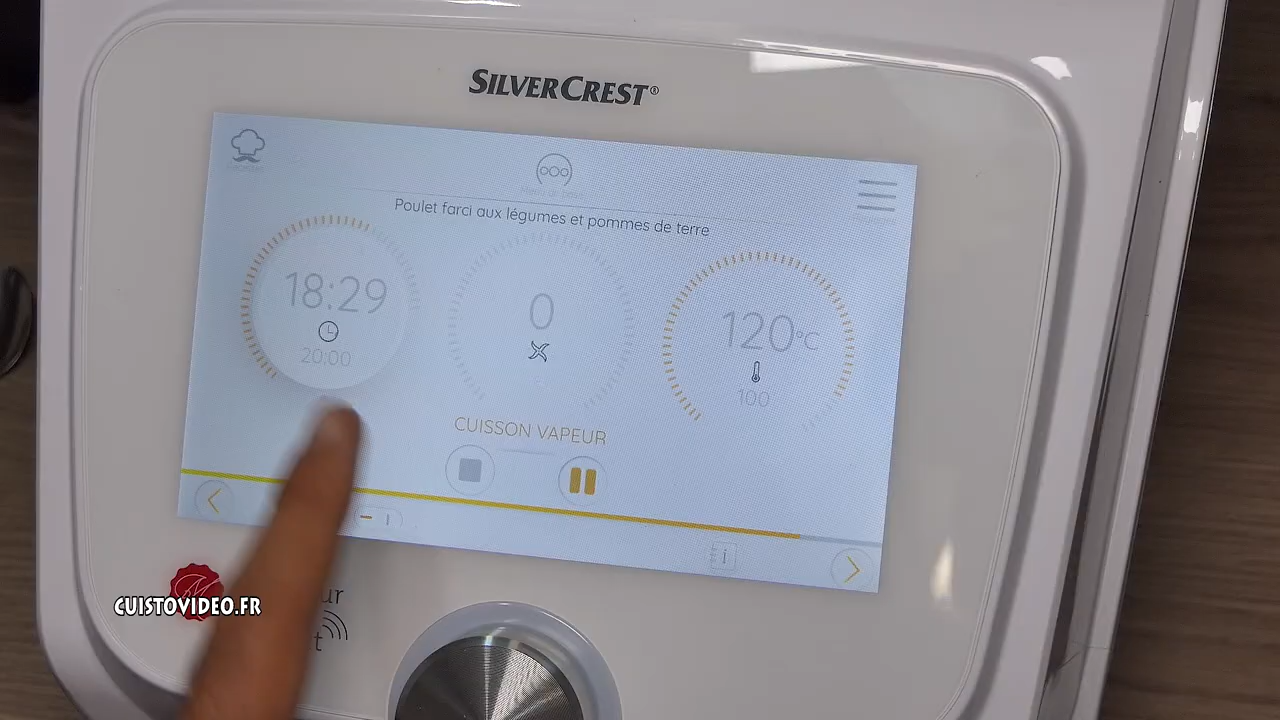 SILVERCREST®
Poulet farci aux légumes et pommes de terre
18:29
20:00
0
120°C
100
CUISSON VAPEUR
i
CUISTOVIDEO.FR